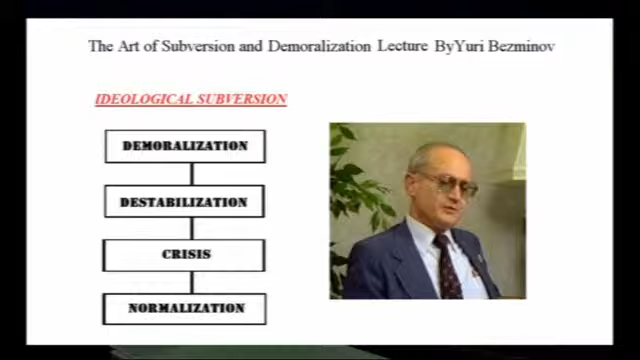 The Art of Subversion and Demoralization Lecture ByYuri Bezminov
IDEOLOGICAL SUBVERSION
DEMORALIZATION
DESTABILIZATION
CRISIS
NORMALIZATION